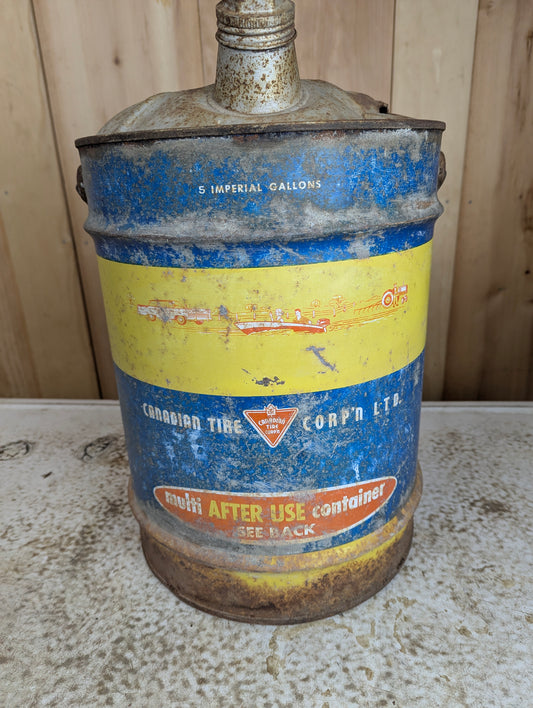 5 IMPERIAL GALLONS
CANADIAN TIRE CORP'N LTD.
CANADIAN
TIRE
CORP'N
multi AFTER USE container
SEE BACK